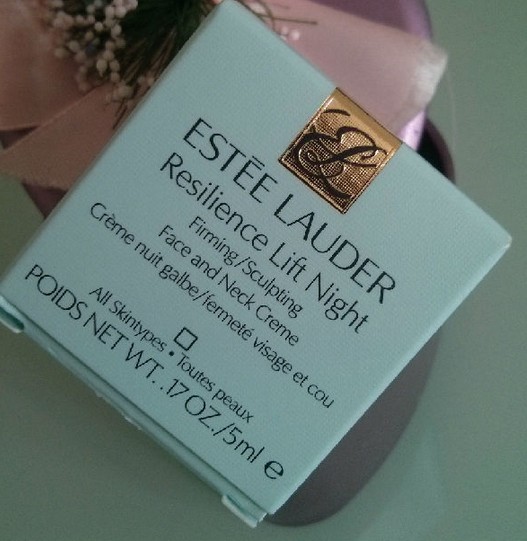 ESTĒE LAUDER
Resilience Lift Night
Firming/Sculpting
Face and Neck Creme
Crème nuit galbe/fermeté visage et cou
All Skintypes • Toutes peaux
POIDS NET WT. .17 OZ./5ml e